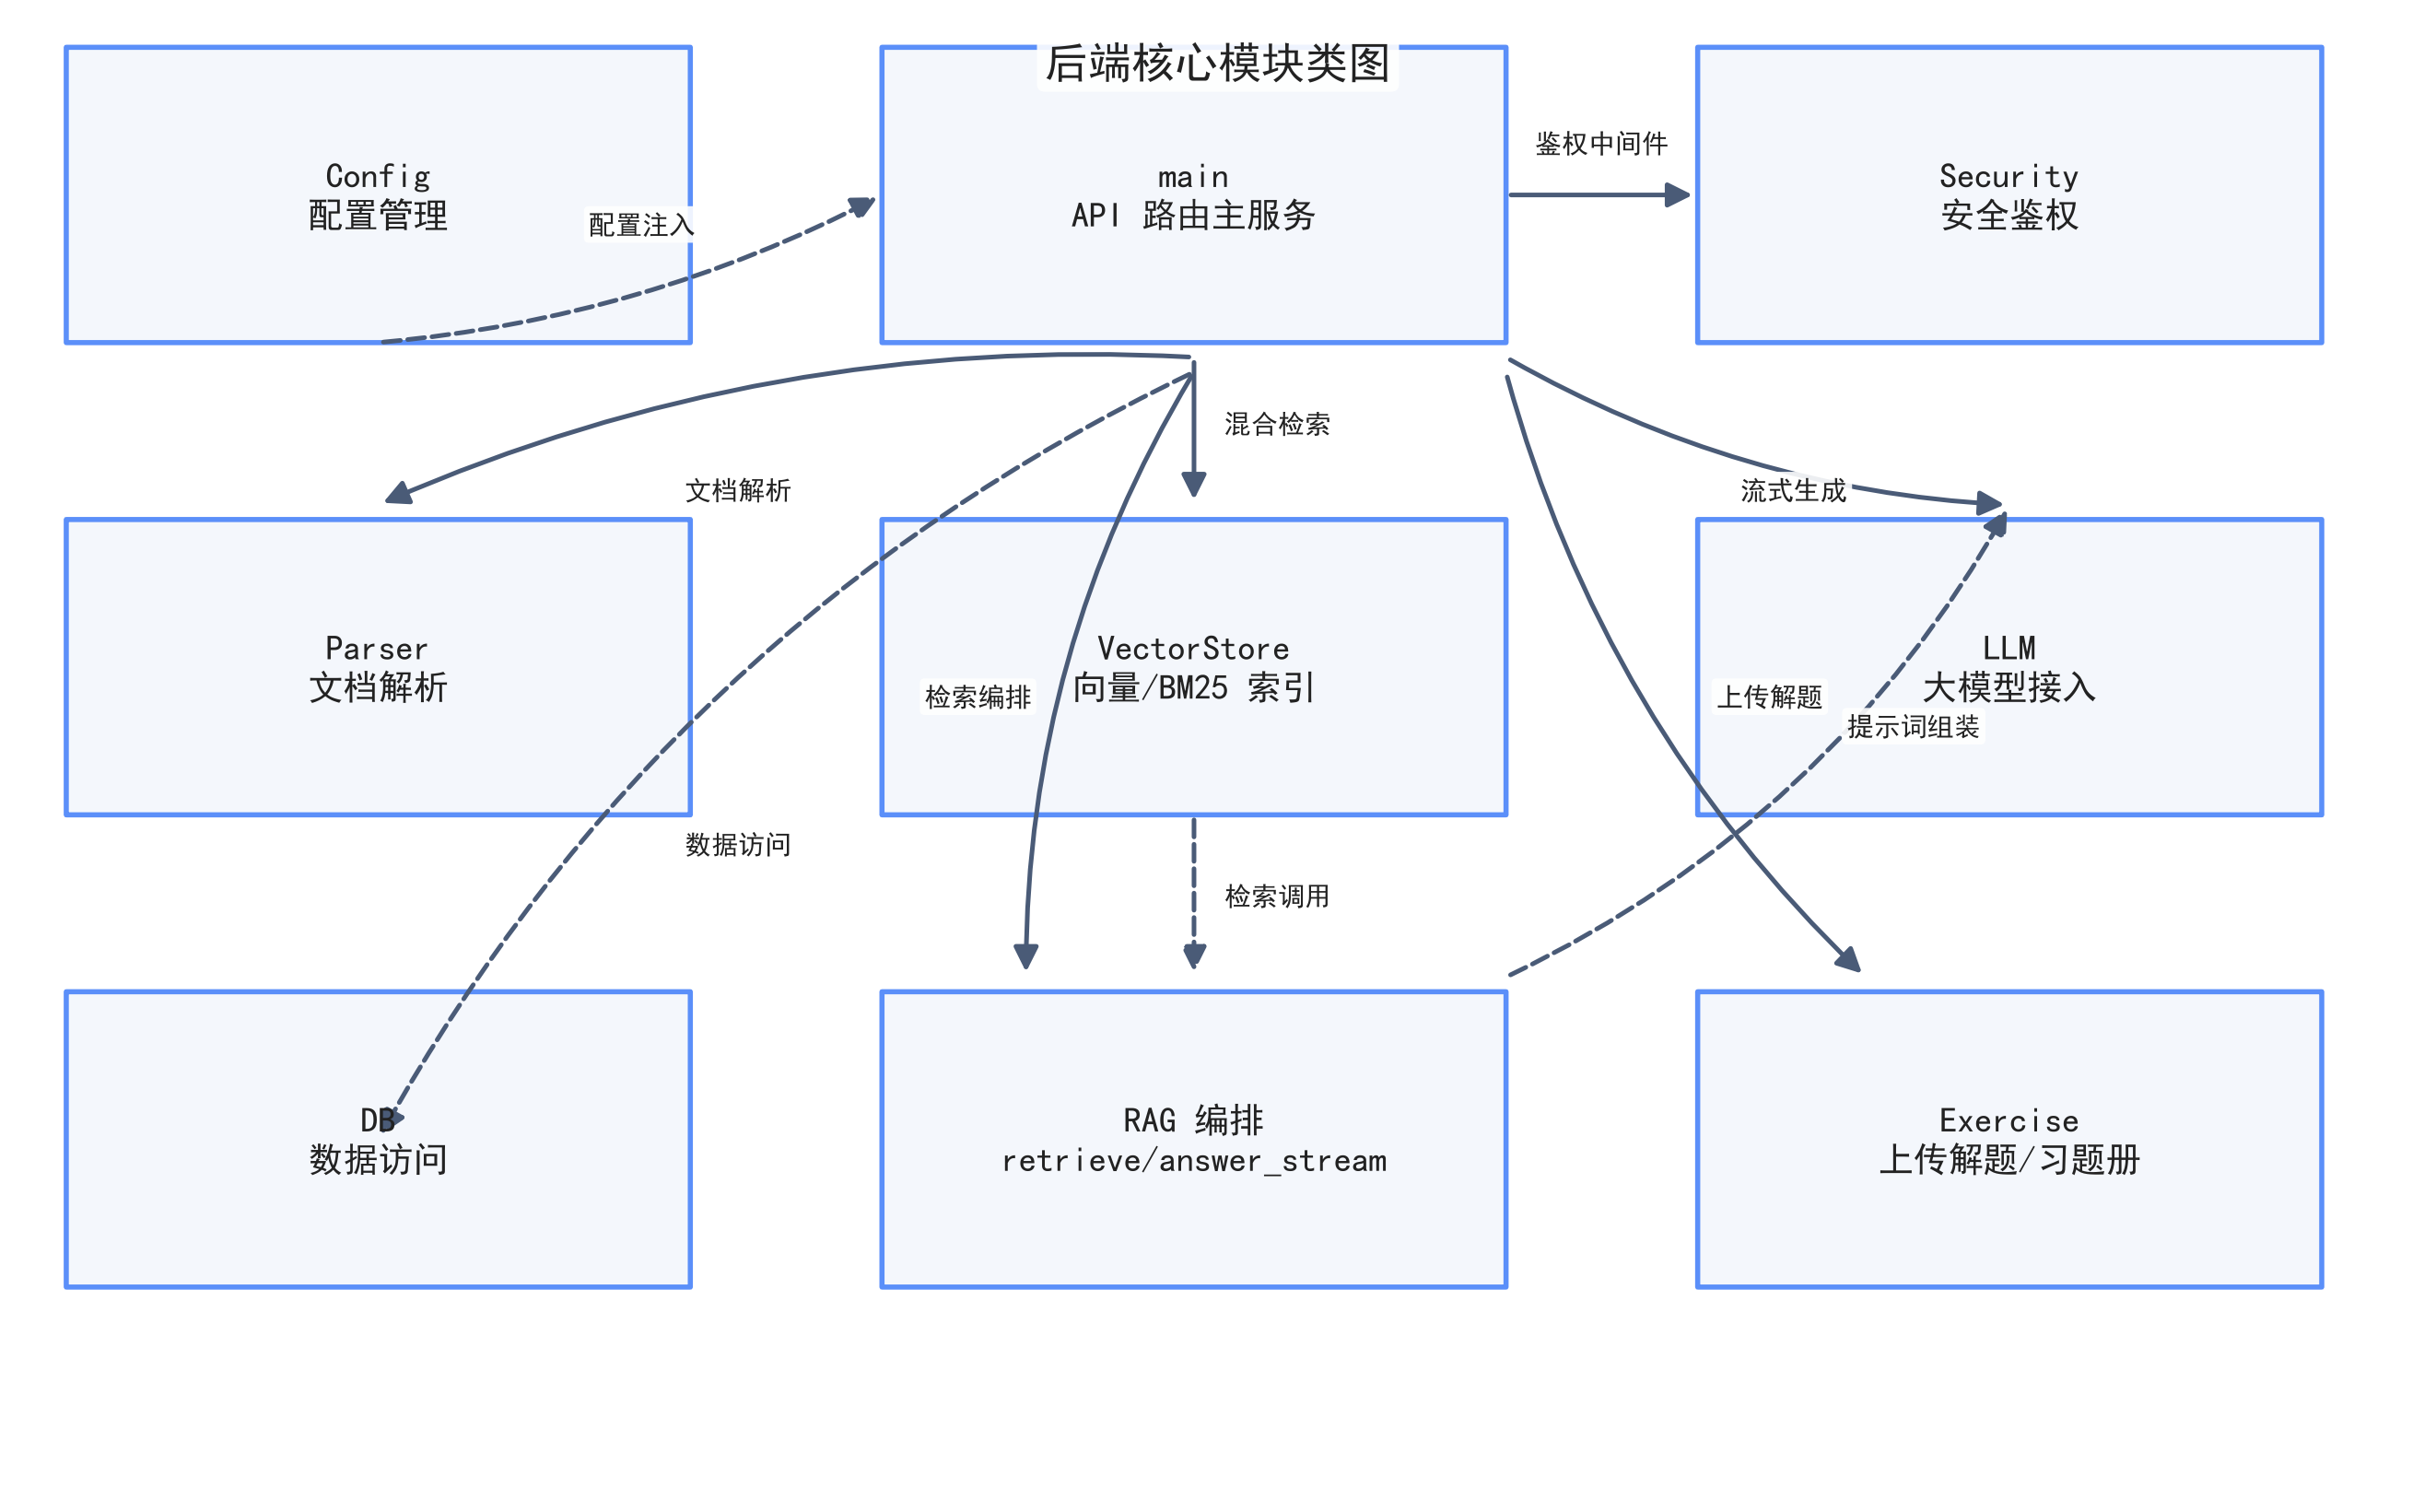 后端核心模块类图
Config
配置管理
配置注入
main
API 路由主服务
鉴权中间件
Security
安全鉴权
混合检索
文档解析
流式生成
Parser
文档解析
检索编排
VectorStore
向量/BM25 索引
上传解题
LLM
大模型接入
提示词组装
数据访问
检索调用
DB
数据访问
RAG 编排
retrieve/answer_stream
Exercise
上传解题/习题册